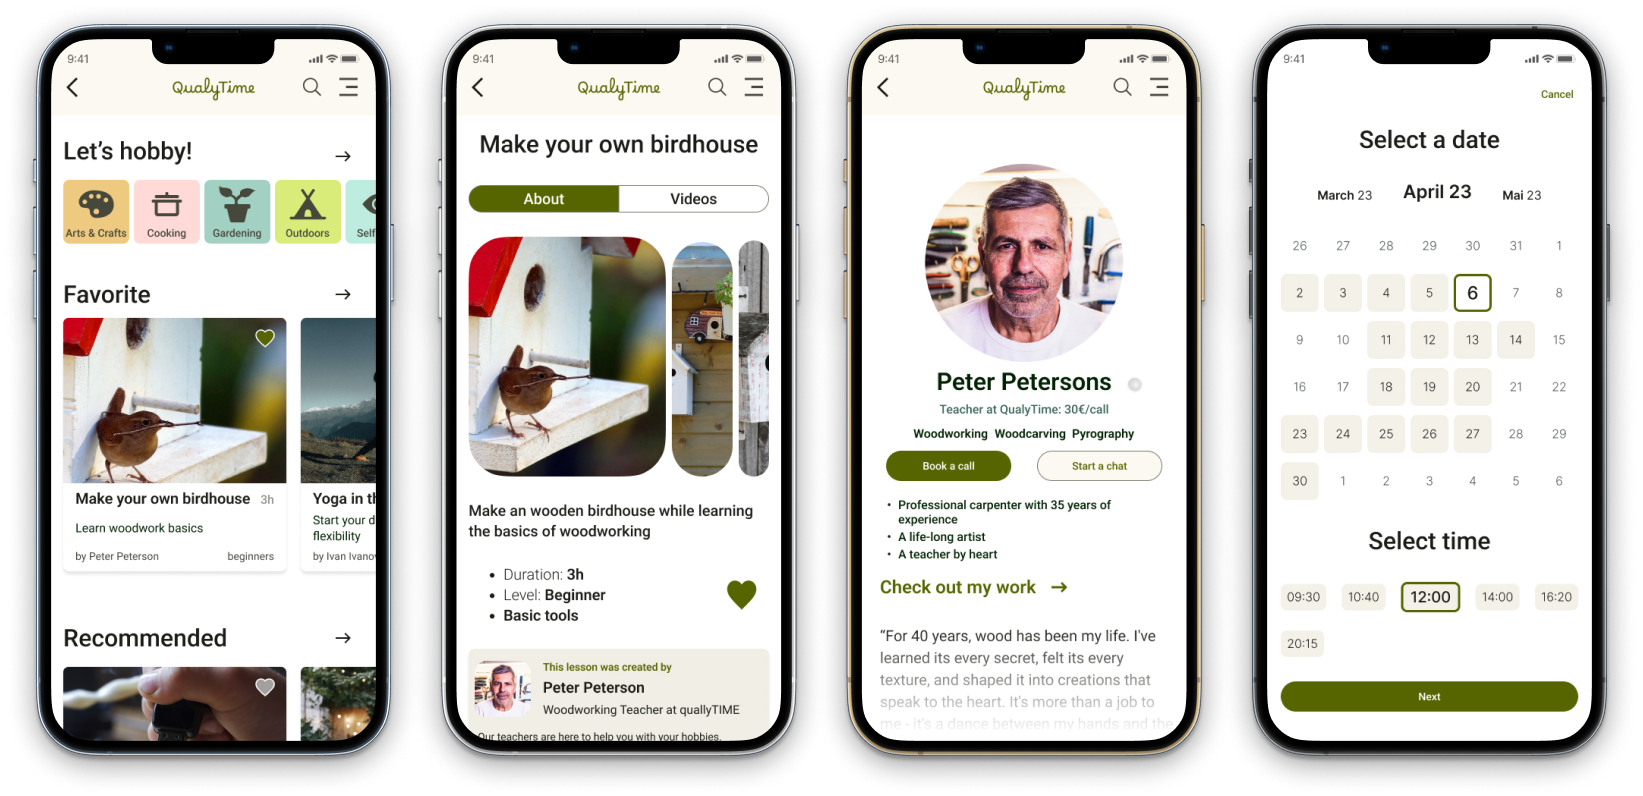 9:41
QualyTime
Let's hobby!
Arts & Crafts
Cooking
Gardening
Outdoors
Self
Favorite
Make your own birdhouse 3h
Learn woodwork basics
by Peter Peterson beginners
Yoga in th
Start your d
flexibility
by Ivan Ivanov
Recommended
9:41
QualyTime
Make your own birdhouse
About
Videos
Make an wooden birdhouse while learning
the basics of woodworking
• Duration: 3h
• Level: Beginner
• Basic tools
This lesson was created by
Peter Peterson
Woodworking Teacher at quallyTIME
Our teachers are here to help you with your hobbies.
9:41
QualyTime
Peter Petersons
Teacher at QualyTime: 30€/call
Woodworking Woodcarving Pyrography
Book a call
Start a chat
• Professional carpenter with 35 years of
experience
• A life-long artist
• A teacher by heart
Check out my work →
“For 40 years, wood has been my life. I've
learned its every secret, felt its every
texture, and shaped it into creations that
speak to the heart. It's more than a job to
me - it's a dance between my hands and the
9:41
Cancel
Select a date
March 23 April 23 Mai 23
26 27 28 29 30 31 1
2 3 4 5 6 7 8
9 10 11 12 13 14 15
16 17 18 19 20 21 22
23 24 25 26 27 28 29
30 1 2 3 4 5 6
Select time
09:30 10:40 12:00 14:00 16:20
20:15
Next